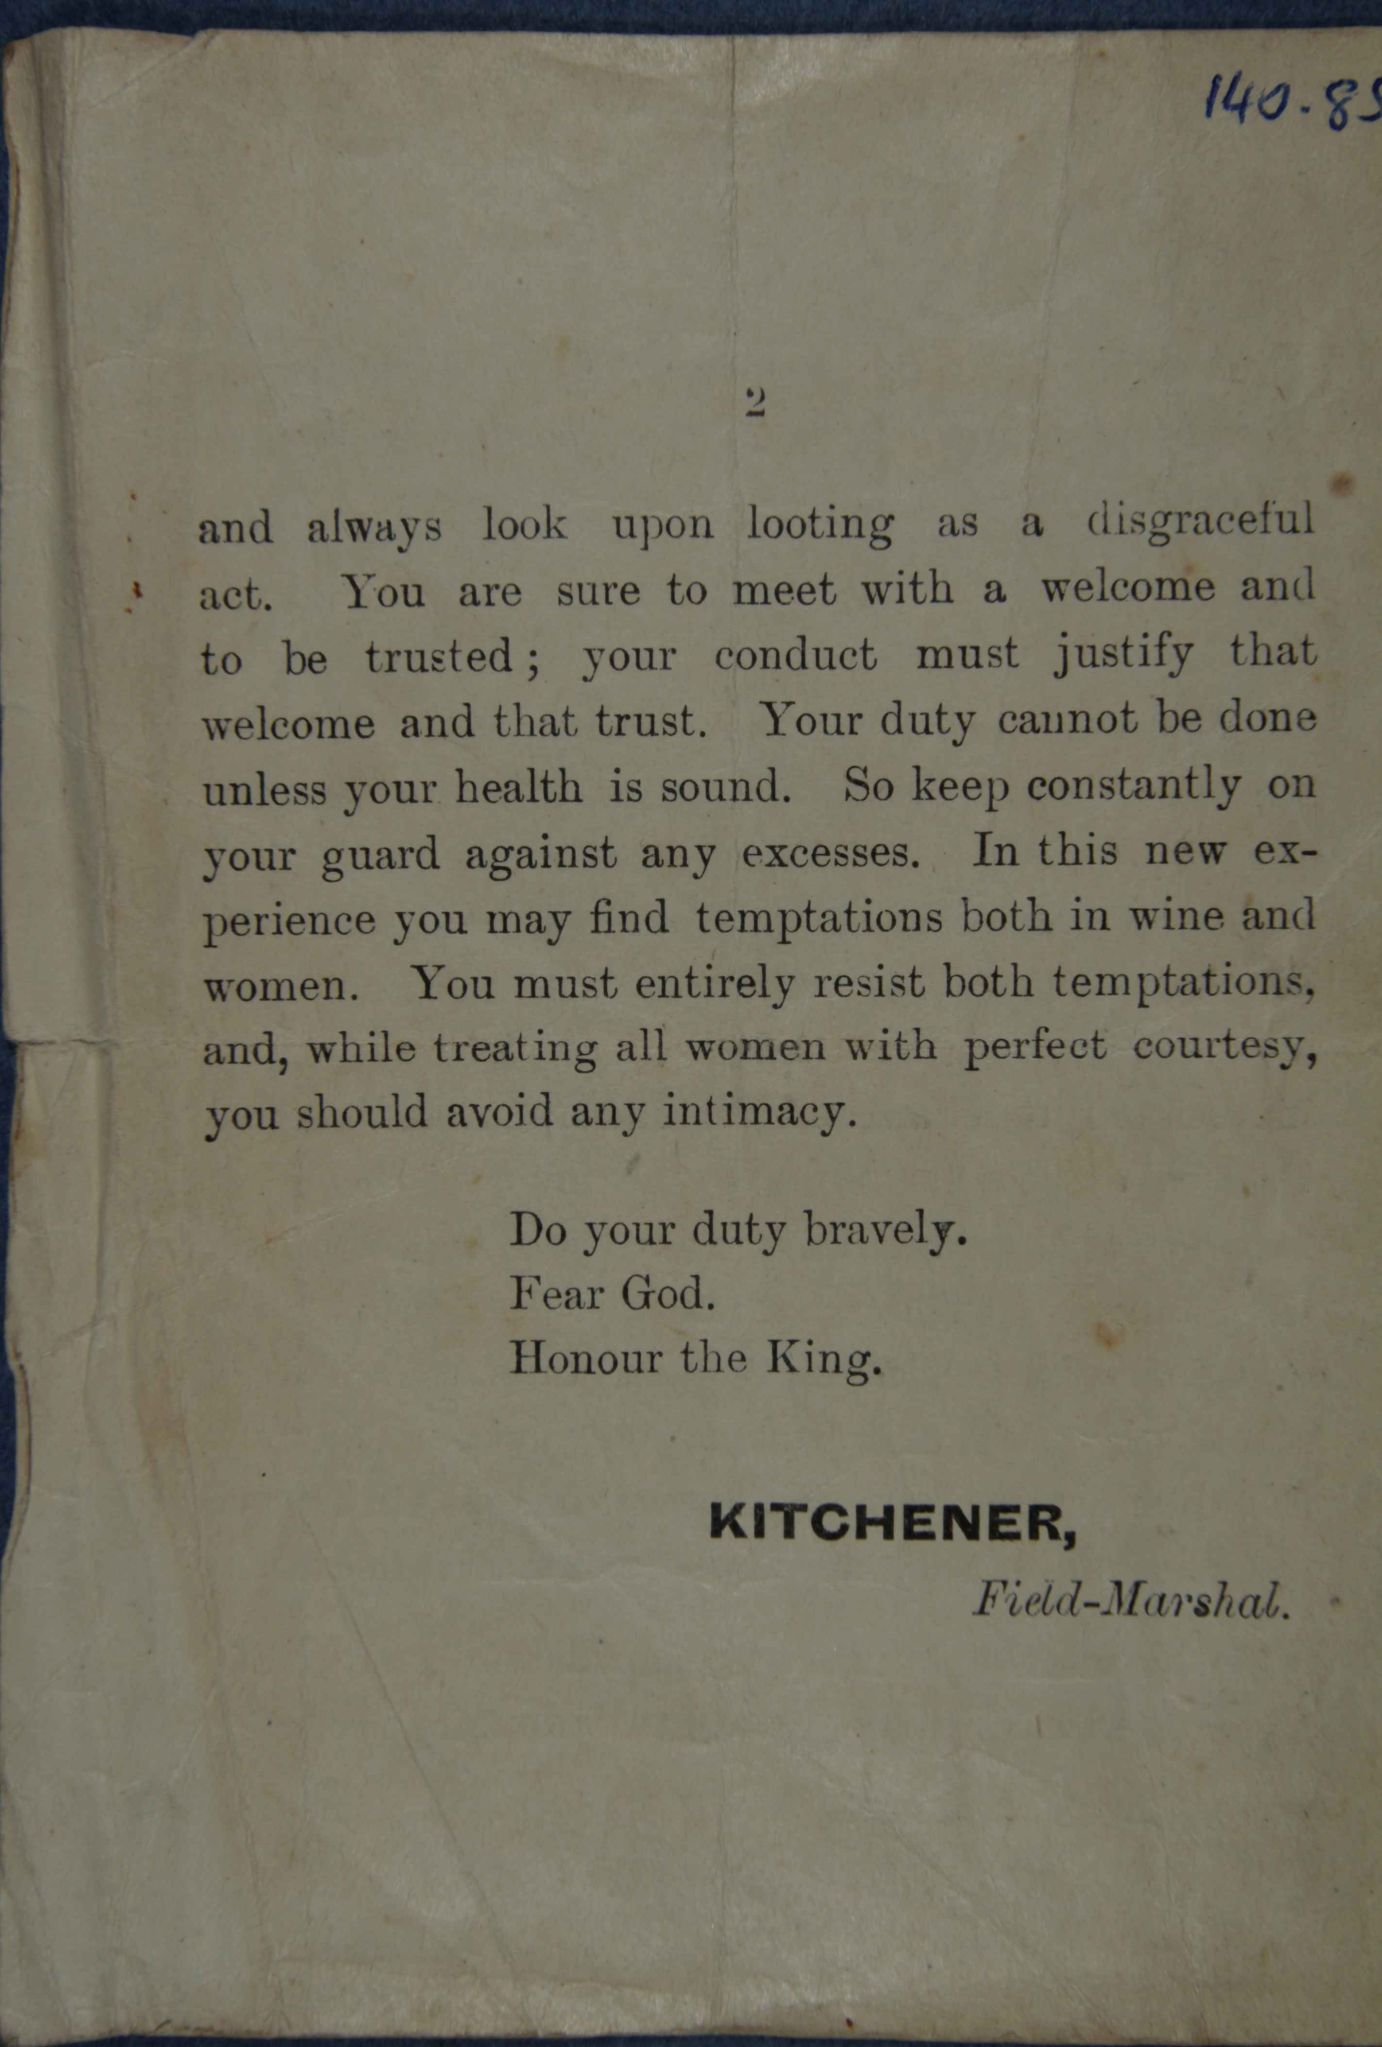 140.85
2
and always look upon looting as a disgraceful
act. You are sure to meet with a welcome and
to be trusted; your conduct must justify that
welcome and that trust. Your duty cannot be done
unless your health is sound. So keep constantly on
your guard against any excesses. In this new ex-
perience you may find temptations both in wine and
women. You must entirely resist both temptations,
and, while treating all women with perfect courtesy,
you should avoid any intimacy.
Do your duty bravely.
Fear God.
Honour the King.
KITCHENER,
Field-Marshal.